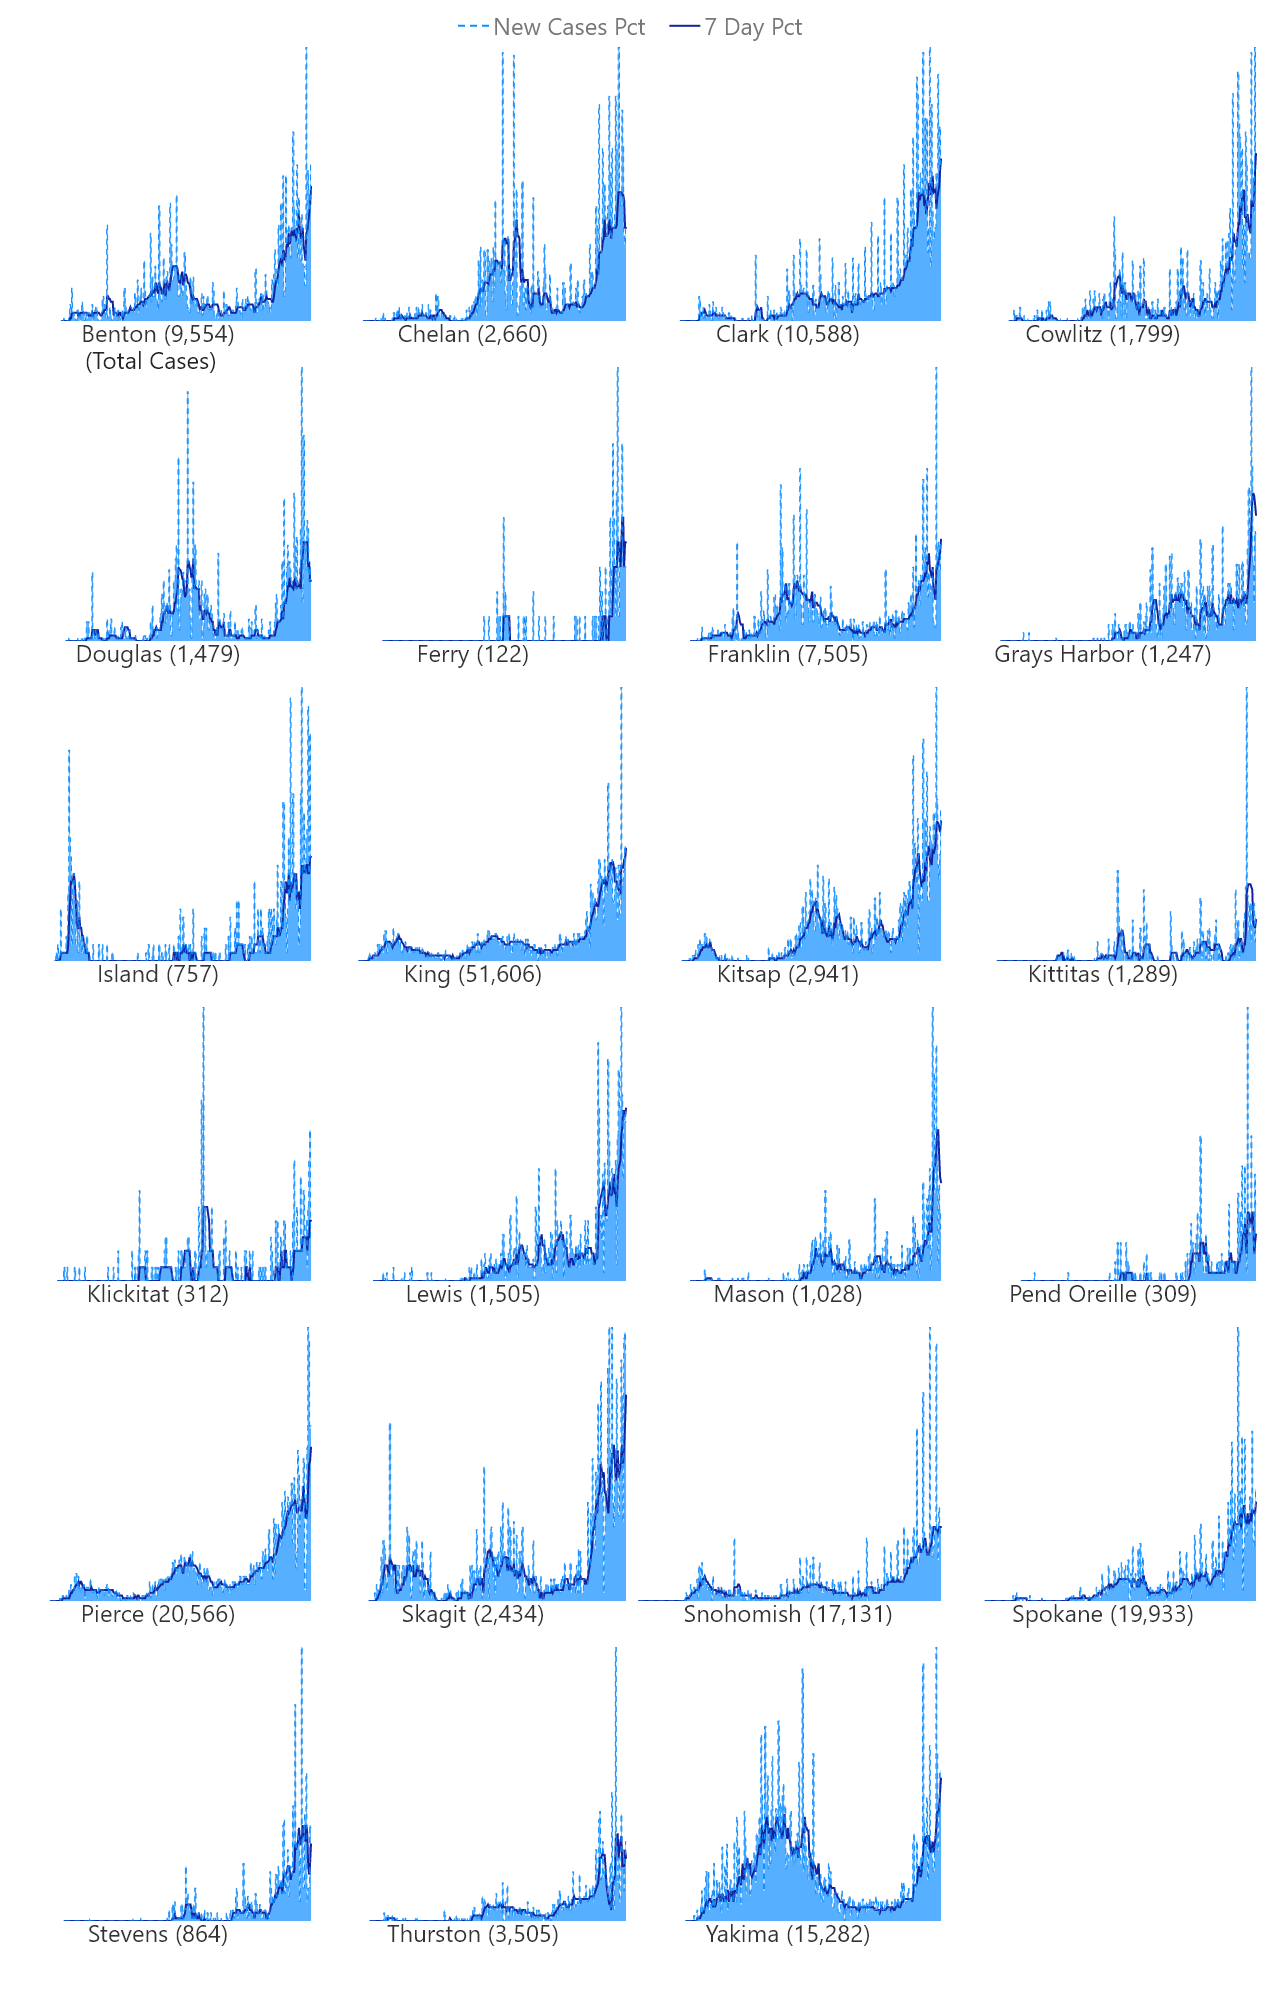 New Cases Pct 7 Day Pct
Benton (9,554) Chelan (2,660) Clark (10,588) Cowlitz (1,799)
(Total Cases)
Douglas (1,479) Ferry (122) Franklin (7,505) Grays Harbor (1,247)
Island (757) King (51,606) Kitsap (2,941) Kittitas (1,289)
Klickitat (312) Lewis (1,505) Mason (1,028) Pend Oreille (309)
Pierce (20,566) Skagit (2,434) Snohomish (17,131) Spokane (19,933)
Stevens (864) Thurston (3,505) Yakima (15,282)